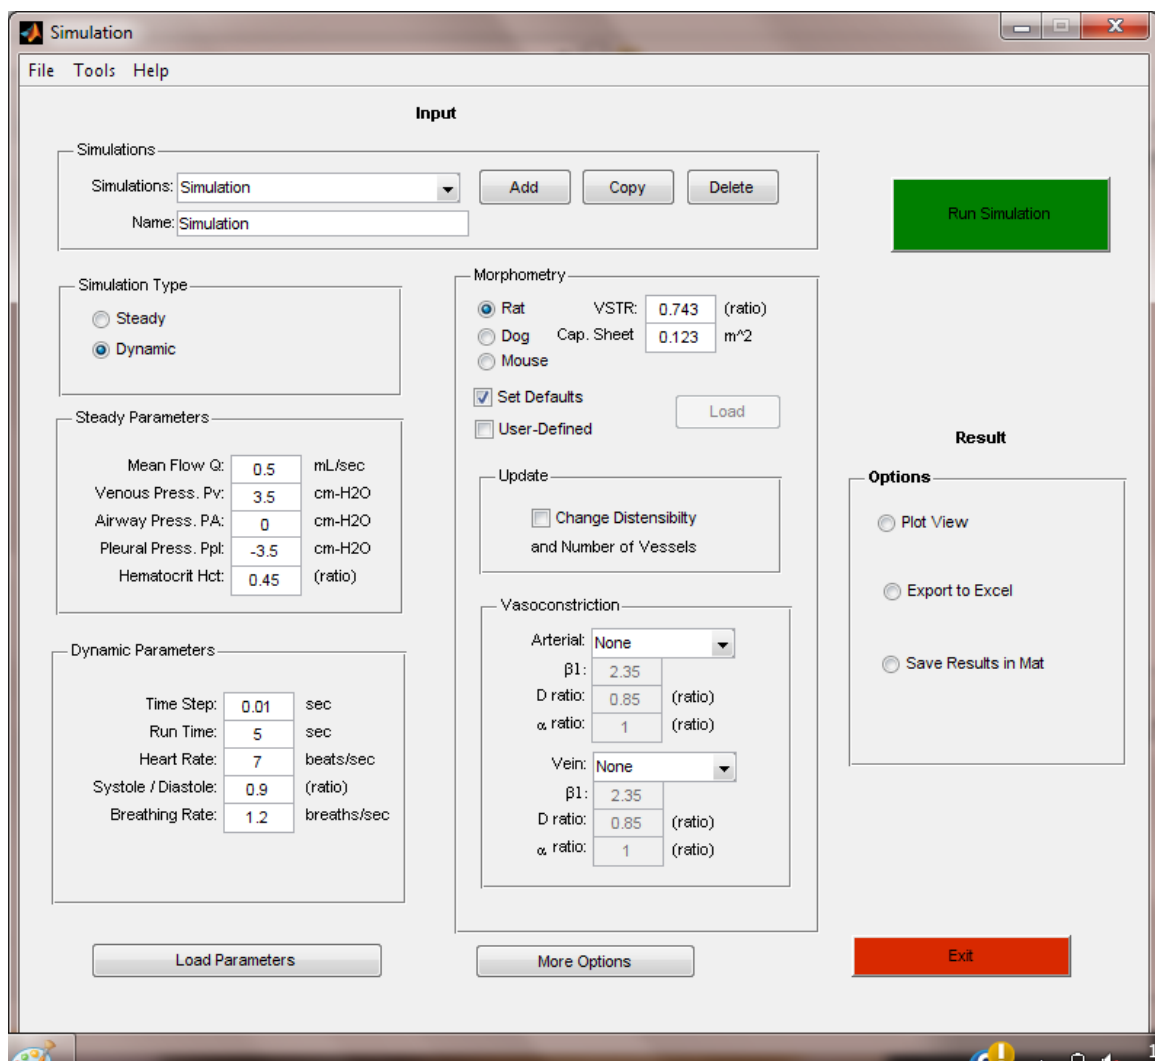 Simulation
File Tools Help
Input
Simulations
Simulations: Simulation Add Copy Delete
Name: Simulation
Run Simulation
Simulation Type
Steady
Dynamic
Steady Parameters
Mean Flow Q: 0.5 mL/sec
Venous Press. Pv: 3.5 cm-H2O
Airway Press. PA: 0 cm-H2O
Pleural Press. Ppl: -3.5 cm-H2O
Hematocrit Hct: 0.45 (ratio)
Dynamic Parameters
Time Step: 0.01 sec
Run Time: 5 sec
Heart Rate: 7 beats/sec
Systole / Diastole: 0.9 (ratio)
Breathing Rate: 1.2 breaths/sec
Load Parameters
Morphometry
Rat VSTR: 0.743 (ratio)
Dog Cap. Sheet 0.123 m^2
Mouse
Set Defaults
User-Defined
Load
Update
Change Distensibilty
and Number of Vessels
Vasoconstriction
Arterial: None
β1: 2.35
D ratio: 0.85 (ratio)
α ratio: 1 (ratio)
Vein: None
β1: 2.35
D ratio: 0.85 (ratio)
α ratio: 1 (ratio)
More Options
Result
Options
Plot View
Export to Excel
Save Results in Mat
Exit